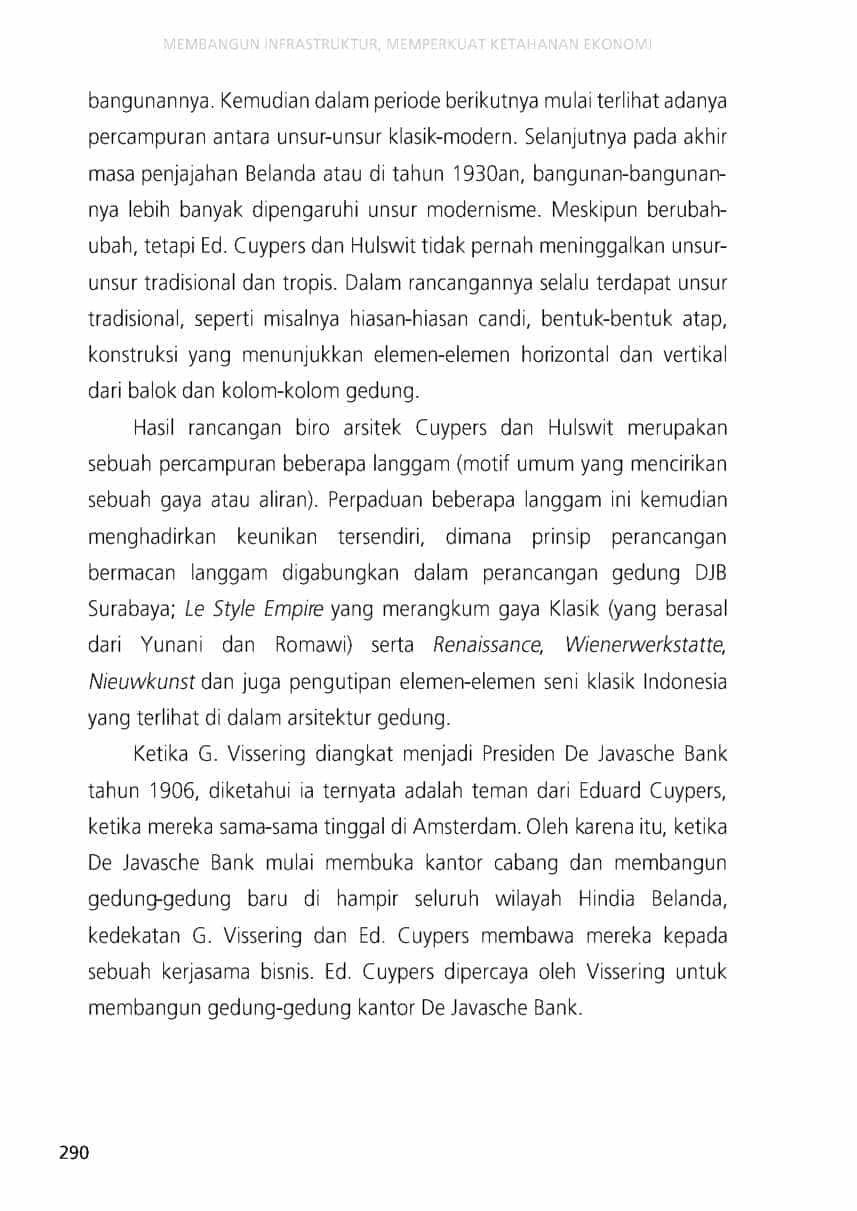 MEMBANGUN INFRASTRUKTUR, MEMPERKUAT KETAHANAN EKONOMI
bangunannya. Kemudian dalam periode berikutnya mulai terlihat adanya
percampuran antara unsur-unsur klasik-modern. Selanjutnya pada akhir
masa penjajahan Belanda atau di tahun 1930an, bangunan-bangunan-
nya lebih banyak dipengaruhi unsur modernisme. Meskipun berubah-
ubah, tetapi Ed. Cuypers dan Hulswit tidak pernah meninggalkan unsur-
unsur tradisional dan tropis. Dalam rancangannya selalu terdapat unsur
tradisional, seperti misalnya hiasan-hiasan candi, bentuk-bentuk atap,
konstruksi yang menunjukkan elemen-elemen horizontal dan vertikal
dari balok dan kolom-kolom gedung.
Hasil rancangan biro arsitek Cuypers dan Hulswit merupakan
sebuah percampuran beberapa langgam (motif umum yang mencirikan
sebuah gaya atau aliran). Perpaduan beberapa langgam ini kemudian
menghadirkan keunikan tersendiri, dimana prinsip perancangan
bermacan langgam digabungkan dalam perancangan gedung DJB
Surabaya; Le Style Empire yang merangkum gaya Klasik (yang berasal
dari Yunani dan Romawi) serta Renaissance, Wienerwerkstatte,
Nieuwkunst dan juga pengutipan elemen-elemen seni klasik Indonesia
yang terlihat di dalam arsitektur gedung.
Ketika G. Vissering diangkat menjadi Presiden De Javasche Bank
tahun 1906, diketahui ia ternyata adalah teman dari Eduard Cuypers,
ketika mereka sama-sama tinggal di Amsterdam. Oleh karena itu, ketika
De Javasche Bank mulai membuka kantor cabang dan membangun
gedung-gedung baru di hampir seluruh wilayah Hindia Belanda,
kedekatan G. Vissering dan Ed. Cuypers membawa mereka kepada
sebuah kerjasama bisnis. Ed. Cuypers dipercaya oleh Vissering untuk
membangun gedung-gedung kantor De Javasche Bank.
290